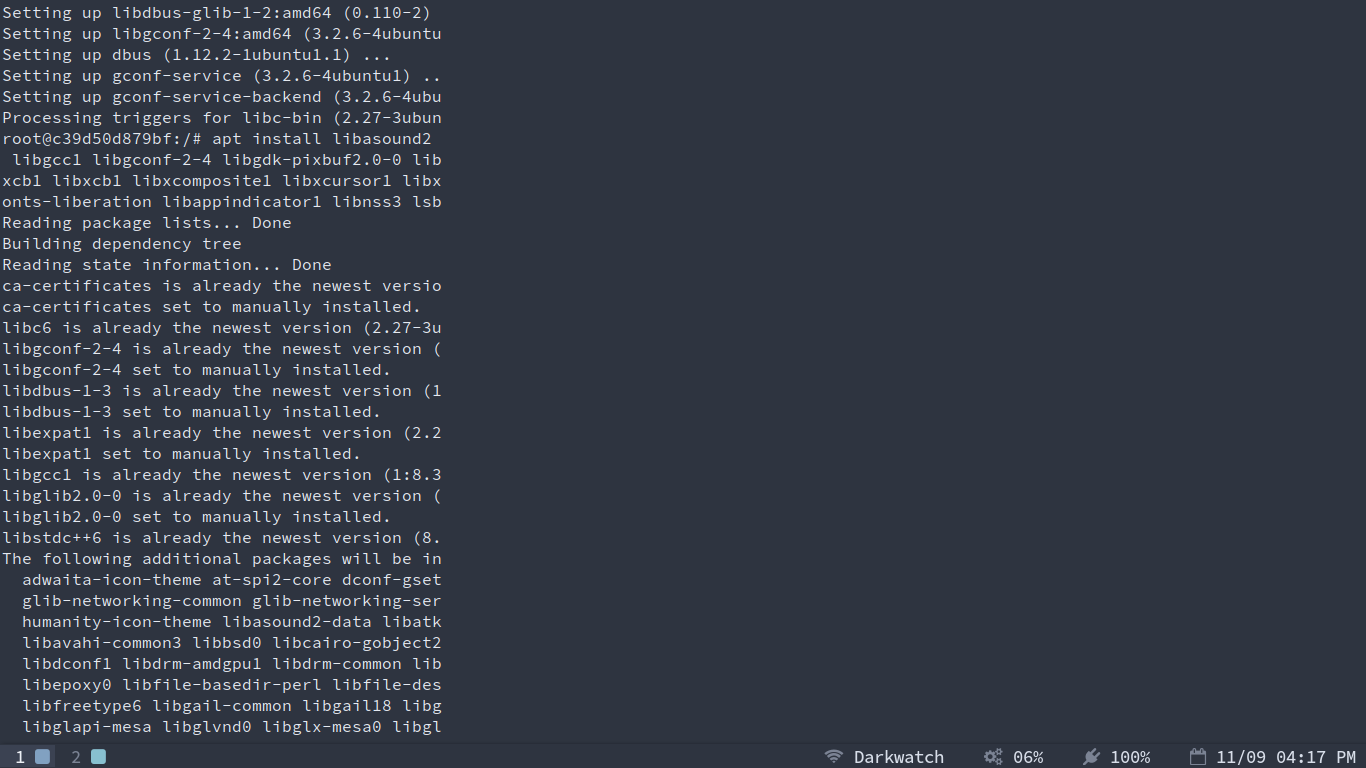 Setting up libdbus-glib-1-2:amd64 (0.110-2)
Setting up libgconf-2-4:amd64 (3.2.6-4ubuntu
Setting up dbus (1.12.2-1ubuntu1.1) ...
Setting up gconf-service (3.2.6-4ubuntu1) ..
Setting up gconf-service-backend (3.2.6-4ubu
Processing triggers for libc-bin (2.27-3ubun
root@c39d50d879bf:/# apt install libasound2
 libgcc1 libgconf-2-4 libgdk-pixbuf2.0-0 lib
xcb1 libxcb1 libxcomposite1 libxcursor1 libx
onts-liberation libappindicator1 libnss3 lsb
Reading package lists... Done
Building dependency tree
Reading state information... Done
ca-certificates is already the newest versio
ca-certificates set to manually installed.
libc6 is already the newest version (2.27-3u
libgconf-2-4 is already the newest version (
libgconf-2-4 set to manually installed.
libdbus-1-3 is already the newest version (1
libdbus-1-3 set to manually installed.
libexpat1 is already the newest version (2.2
libexpat1 set to manually installed.
libgcc1 is already the newest version (1:8.3
libglib2.0-0 is already the newest version (
libglib2.0-0 set to manually installed.
libstdc++6 is already the newest version (8.
The following additional packages will be in
  adwaita-icon-theme at-spi2-core dconf-gset
  glib-networking-common glib-networking-ser
  humanity-icon-theme libasound2-data libatk
  libavahi-common3 libbsd0 libcairo-gobject2
  libdconf1 libdrm-amdgpu1 libdrm-common lib
  libepoxy0 libfile-basedir-perl libfile-des
  libfreetype6 libgail-common libgail18 libg
  libglapi-mesa libglvnd0 libglx-mesa0 libgl
1 2 Darkwatch 06% 100% 11/09 04:17 PM